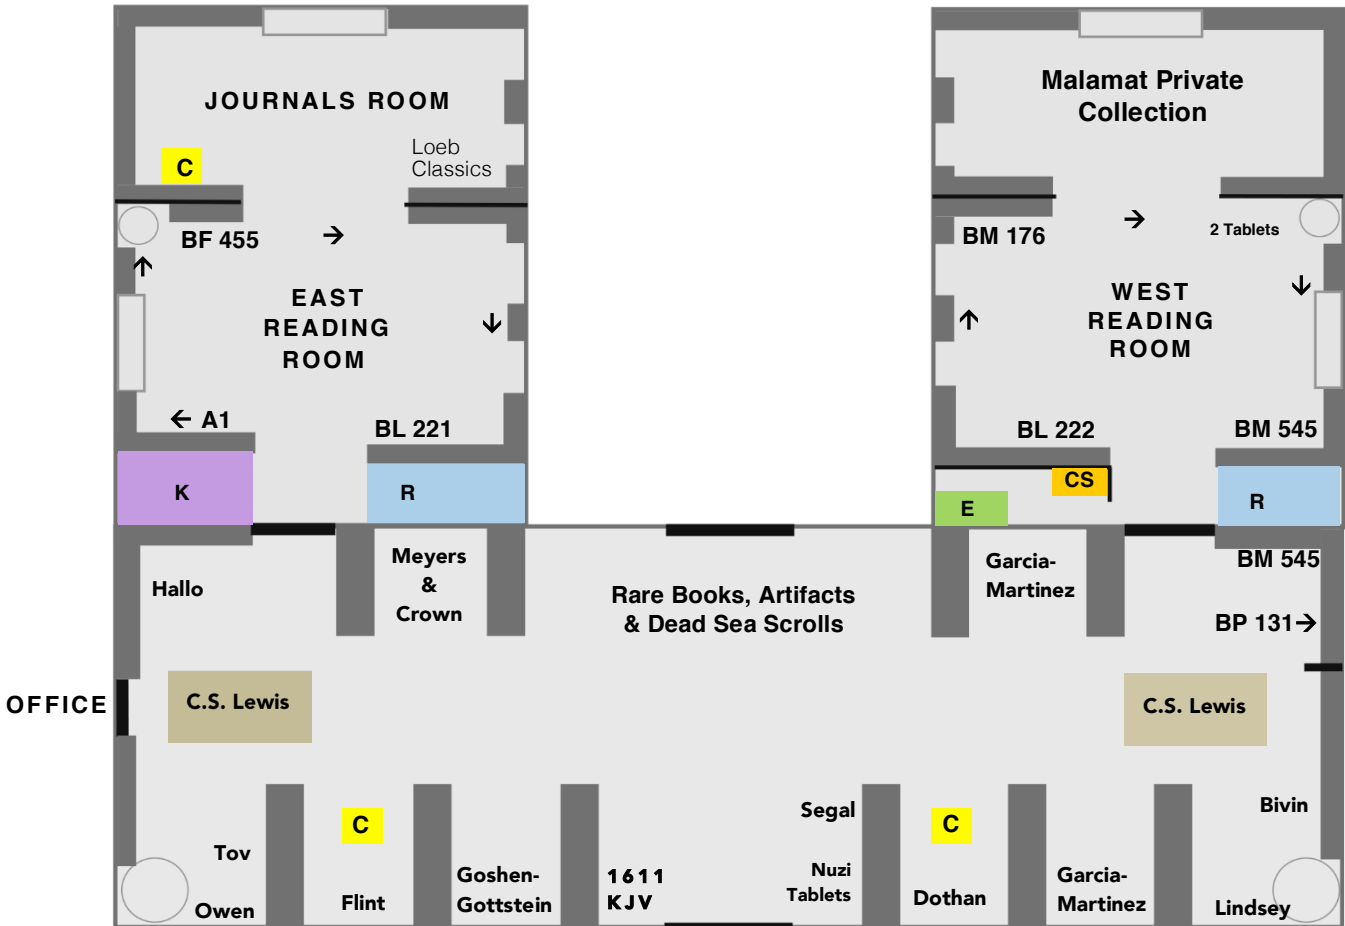 JOURNALS ROOM
C
Loeb
Classics
BF 455
→
↑
EAST
READING
ROOM
↓
← A1
BL 221
K
R
Malamat Private
Collection
BM 176
→
2 Tablets
↓
↑
WEST
READING
ROOM
BL 222
BM 545
CS
E
R
Hallo
Meyers
&
Crown
Rare Books, Artifacts
& Dead Sea Scrolls
Garcia-
Martinez
BM 545
BP 131→
OFFICE
C.S. Lewis
C.S. Lewis
Tov
Owen
C
Flint
Goshen-
Gottstein
1611
KJV
Segal
Nuzi
Tablets
C
Dothan
Garcia-
Martinez
Bivin
Lindsey